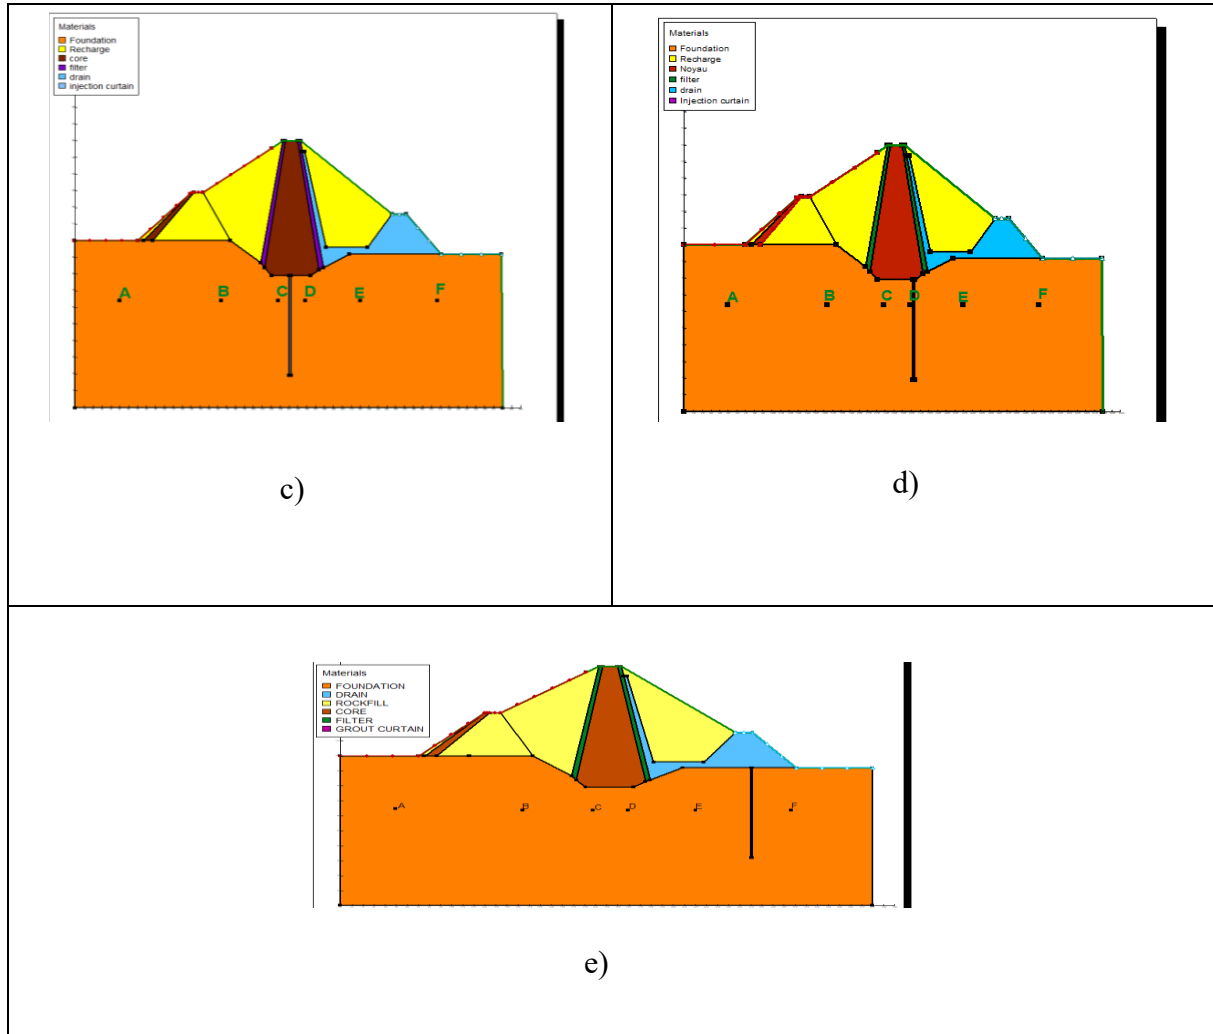 Materials
Foundation
Recharge
core
filter
drain
injection curtain
A
B
C
D
E
F
c)
Materials
Foundation
Recharge
Noyau
filter
drain
Injection curtain
A
B
C
D
E
F
d)
Materials
FOUNDATION
DRAIN
ROCKFILL
CORE
FILTER
GROUT CURTAIN
A
B
C
D
E
F
e)